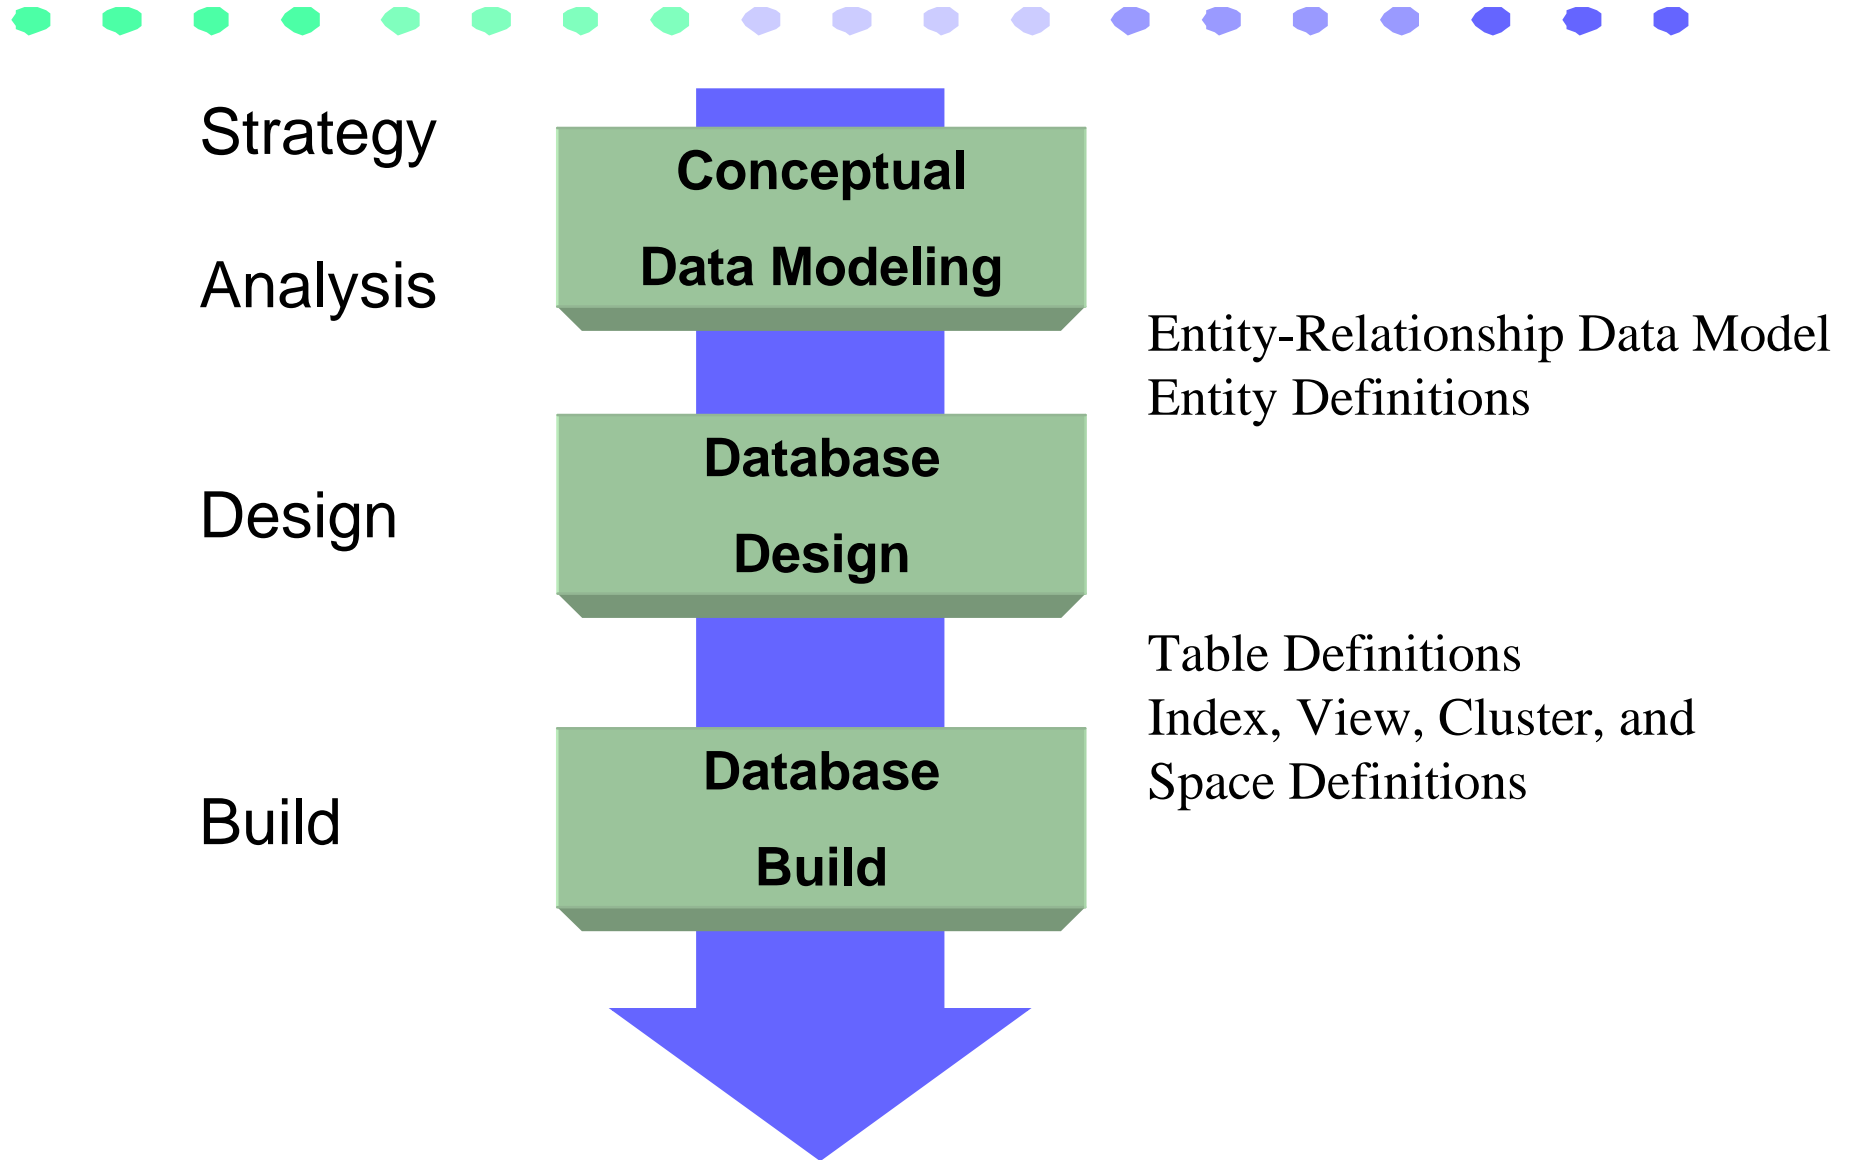 Strategy
Conceptual
Data Modeling
Analysis
Entity-Relationship Data Model
Entity Definitions
Database
Design
Design
Table Definitions
Index, View, Cluster, and
Space Definitions
Database
Build
Build